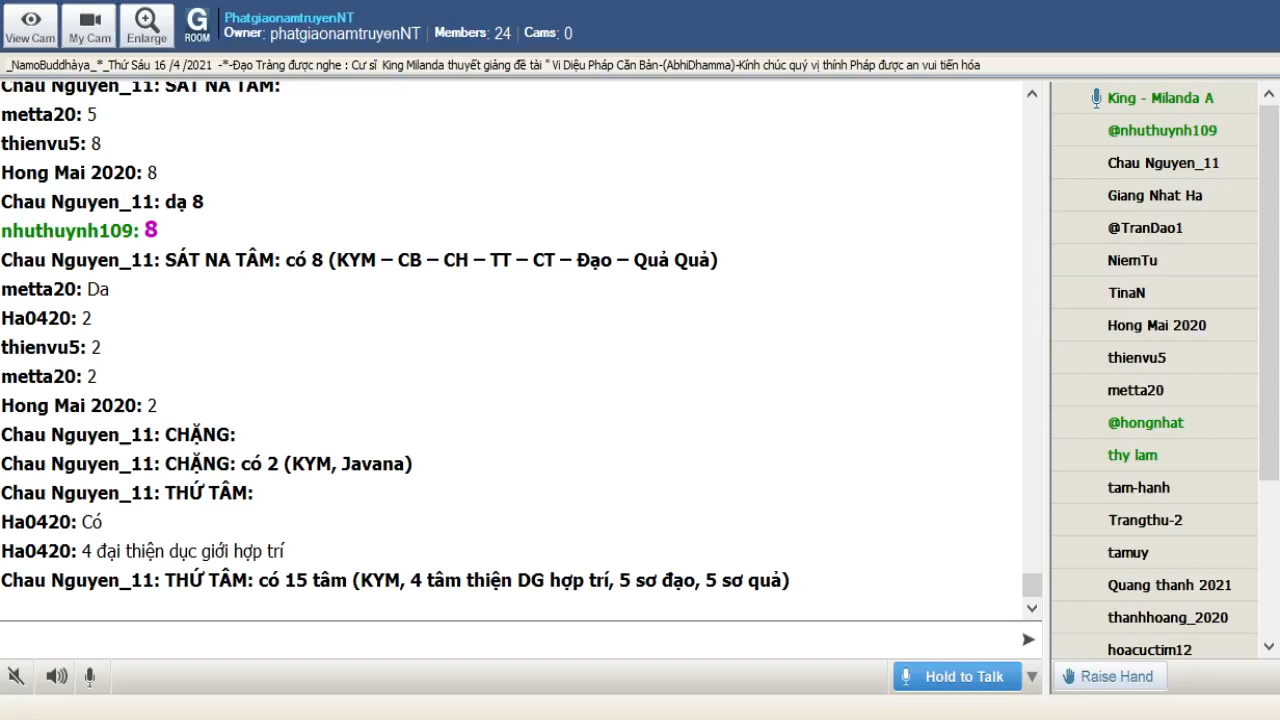 View Cam
My Cam
Enlarge
G
ROOM
PhatgiaonamtruyenNT
Owner: phatgiaonamtruyenNT | Members: 24 | Cams: 0
_NamoBuddhàya_*_Thứ Sáu 16 /4 /2021 -*-Đạo Tràng được nghe : Cư sĩ King Milanda thuyết giảng đề tài " Vi Diệu Pháp Căn Bản-(AbhiDhamma)-Kính chúc quý vị thính Pháp được an vui tiến hóa
Chau Nguyen_11: SÁT NA TÂM:
metta20: 5
thienvu5: 8
Hong Mai 2020: 8
Chau Nguyen_11: dạ 8
nhuthuynh109: 8
Chau Nguyen_11: SÁT NA TÂM: có 8 (KYM – CB – CH – TT – CT – Đạo – Quả Quả)
metta20: Da
Ha0420: 2
thienvu5: 2
metta20: 2
Hong Mai 2020: 2
Chau Nguyen_11: CHẶNG:
Chau Nguyen_11: CHẶNG: có 2 (KYM, Javana)
Chau Nguyen_11: THỨ TÂM:
Ha0420: Có
Ha0420: 4 đại thiện dục giới hợp trí
Chau Nguyen_11: THỨ TÂM: có 15 tâm (KYM, 4 tâm thiện DG hợp trí, 5 sơ đạo, 5 sơ quả)
King - Milanda A
@nhuthuynh109
Chau Nguyen_11
Giang Nhat Ha
@TranDao1
NiemTu
TinaN
Hong Mai 2020
thienvu5
metta20
@hongnhat
thy lam
tam-hanh
Trangthu-2
tamuy
Quang thanh 2021
thanhhoang_2020
hoacuctim12
Hold to Talk
Raise Hand